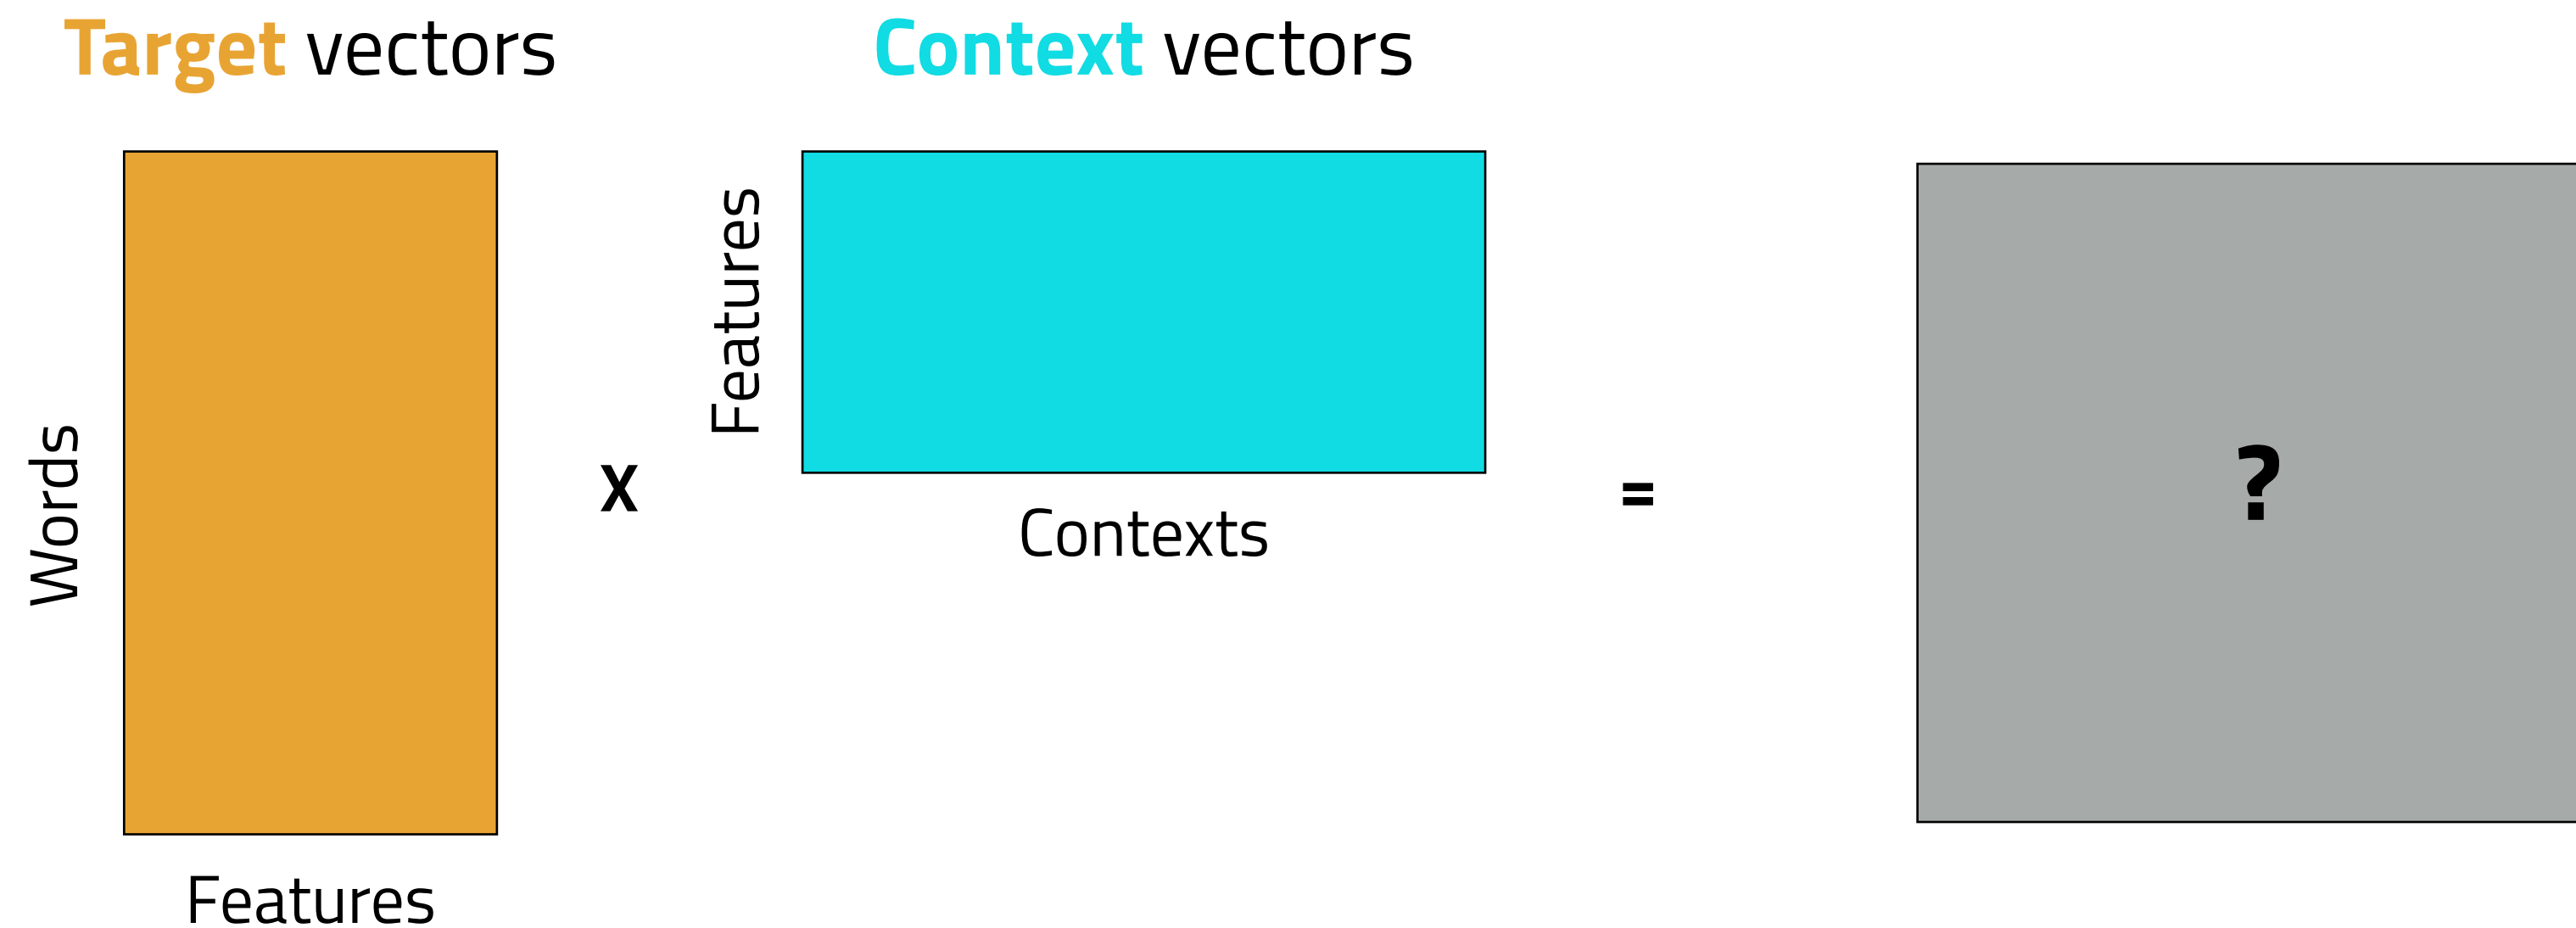 Target vectors
Context vectors
Words
Features
x
Features
Contexts
=
?